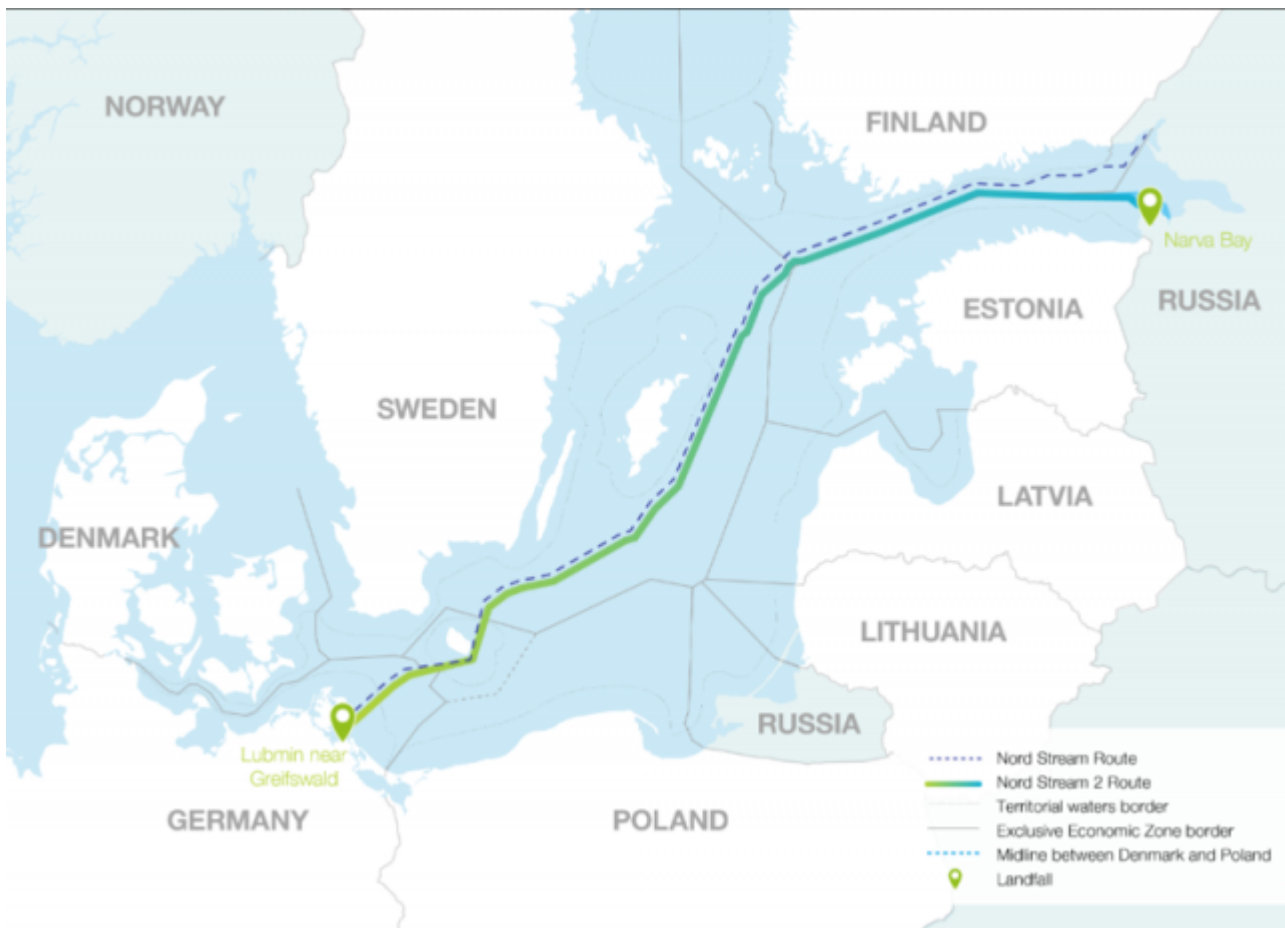 NORWAY
FINLAND
Narva Bay
ESTONIA
RUSSIA
SWEDEN
LATVIA
DENMARK
LITHUANIA
RUSSIA
Lubmin near
Greifswald
GERMANY
POLAND
Nord Stream Route
Nord Stream 2 Route
Territorial waters border
Exclusive Economic Zone border
Midline between Denmark and Poland
Landfall